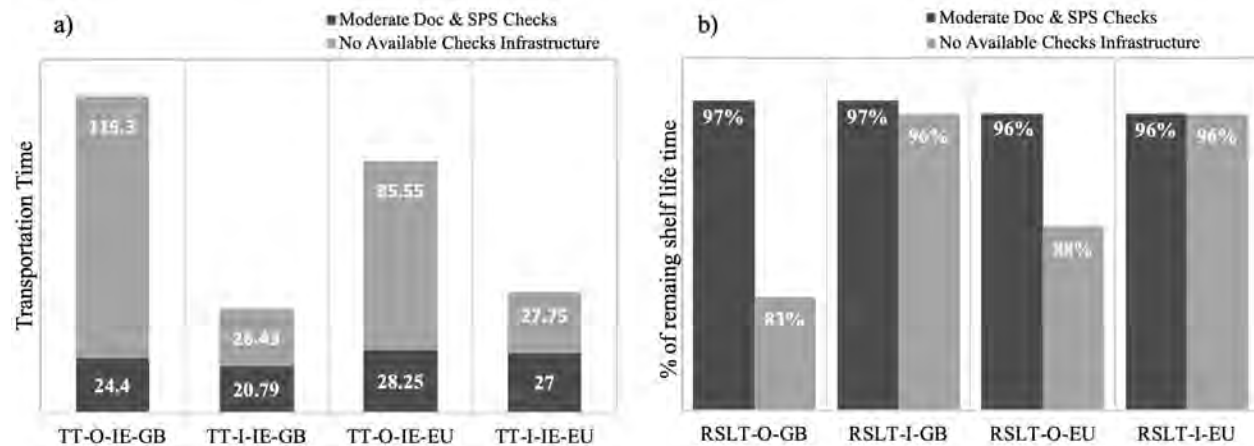 a)
Moderate Doc & SPS Checks
No Available Checks Infrastructure
Transportation Time
26.43
85.55
27.75
24.4
20.79
28.25
27
TT-O-IE-GB
TT-I-IE-GB
TT-O-IE-EU
TT-I-IE-EU
b)
Moderate Doc & SPS Checks
No Available Checks Infrastructure
% of remaing shelf life time
97%
83%
97%
96%
96%
88%
96%
96%
RSLT-O-GB
RSLT-I-GB
RSLT-O-EU
RSLT-I-EU